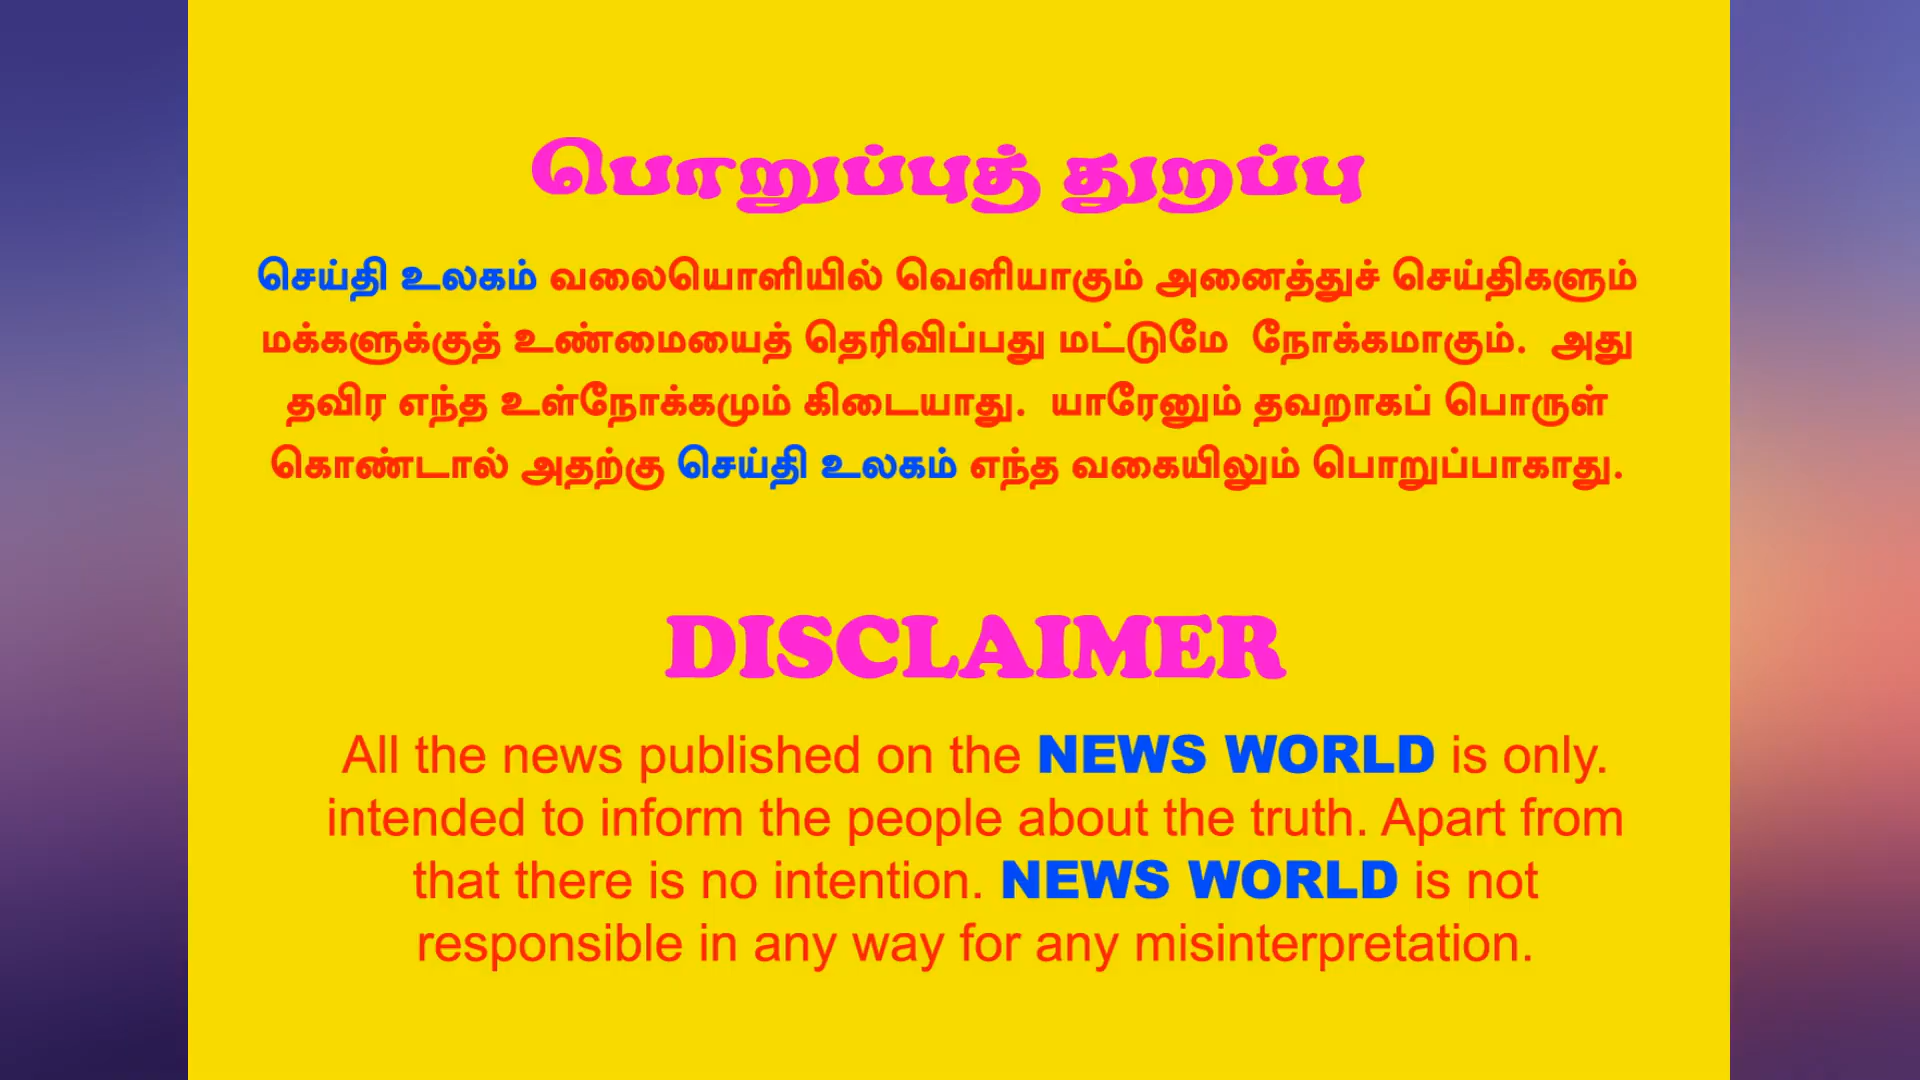 பொறுப்புத் துறப்பு
செய்தி உலகம் வலையொளியில் வெளியாகும் அனைத்துச் செய்திகளும்
மக்களுக்குத் உண்மையைத் தெரிவிப்பது மட்டுமே நோக்கமாகும். அது
தவிர எந்த உள்நோக்கமும் கிடையாது. யாரேனும் தவறாகப் பொருள்
கொண்டால் அதற்கு செய்தி உலகம் எந்த வகையிலும் பொறுப்பாகாது.
DISCLAIMER
All the news published on the NEWS WORLD is only.
intended to inform the people about the truth. Apart from
that there is no intention. NEWS WORLD is not
responsible in any way for any misinterpretation.